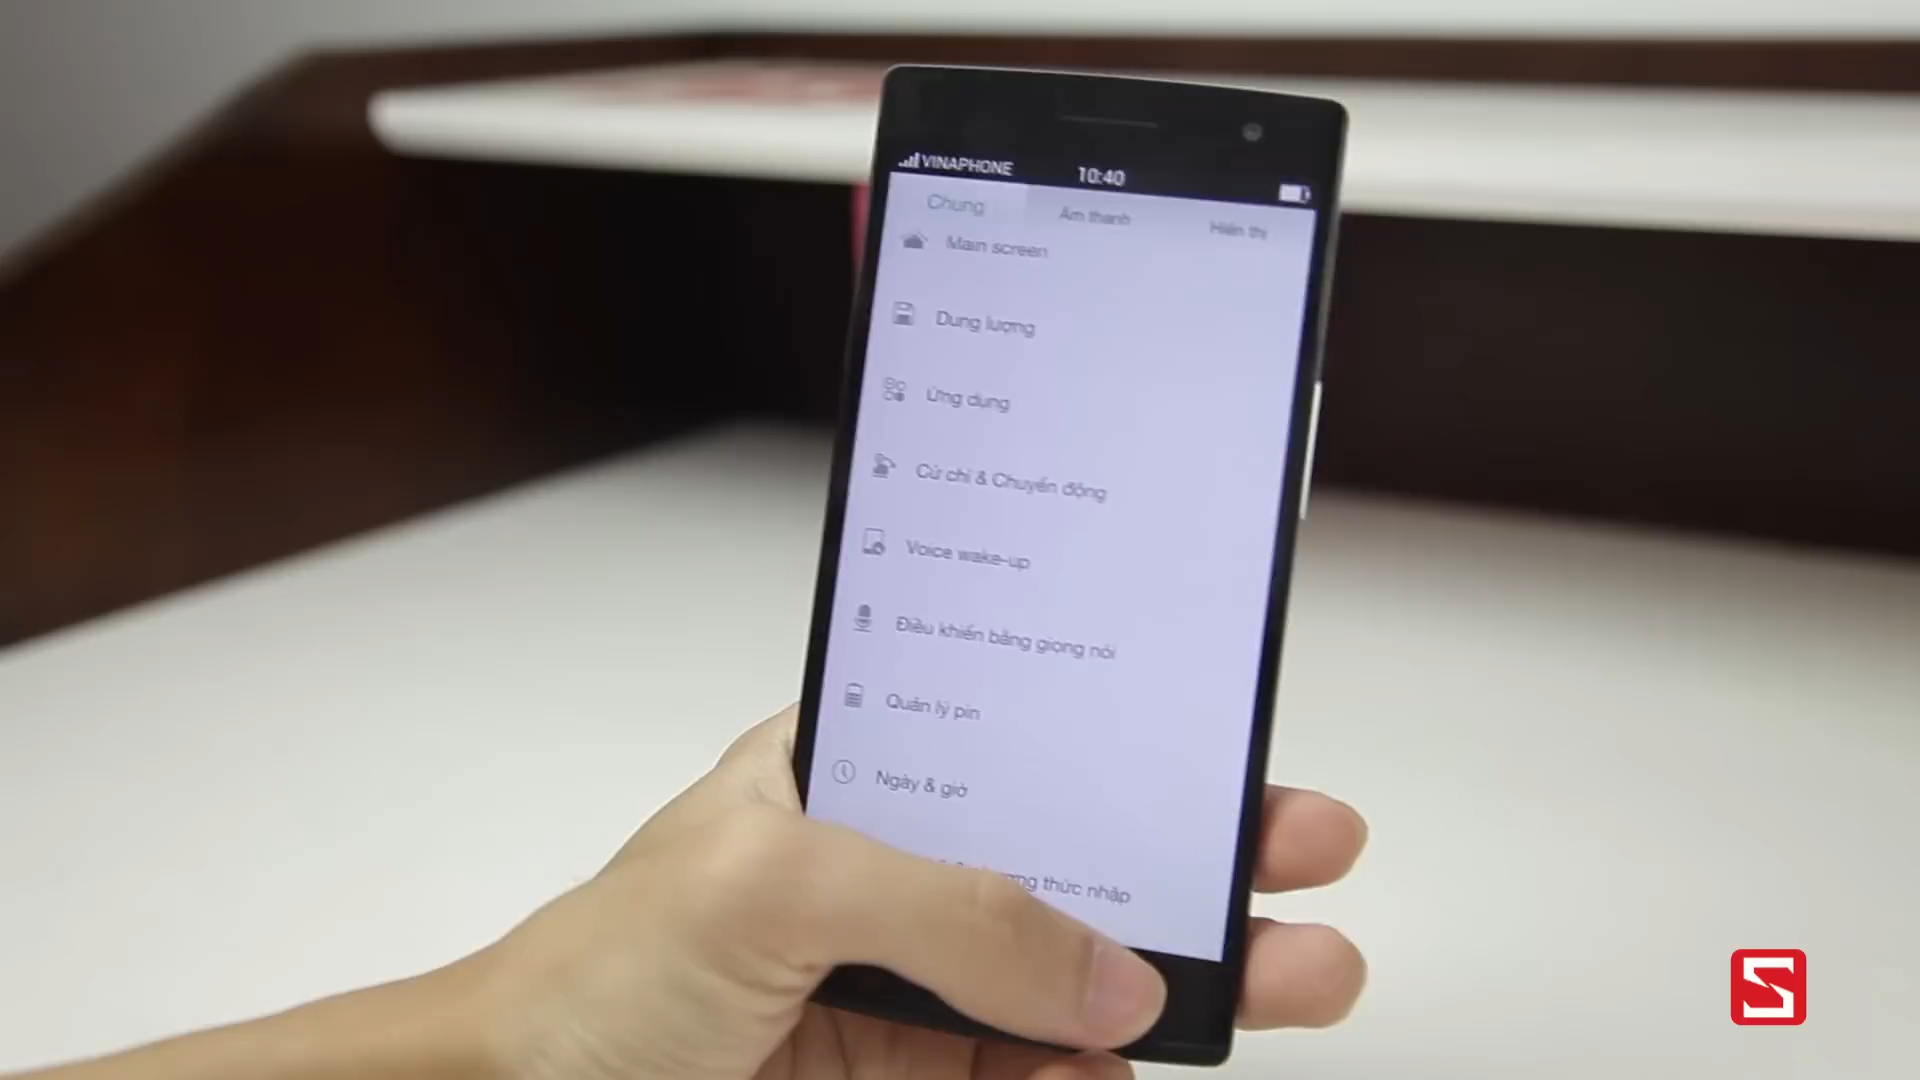 VINAPHONE
10:40
Chung
Âm thanh
Hiển thị
Main screen
Dung lượng
Ứng dụng
Cử chỉ & Chuyển động
Voice wake-up
Điều khiển bằng giọng nói
Quản lý pin
Ngày & giờ
thức nhập